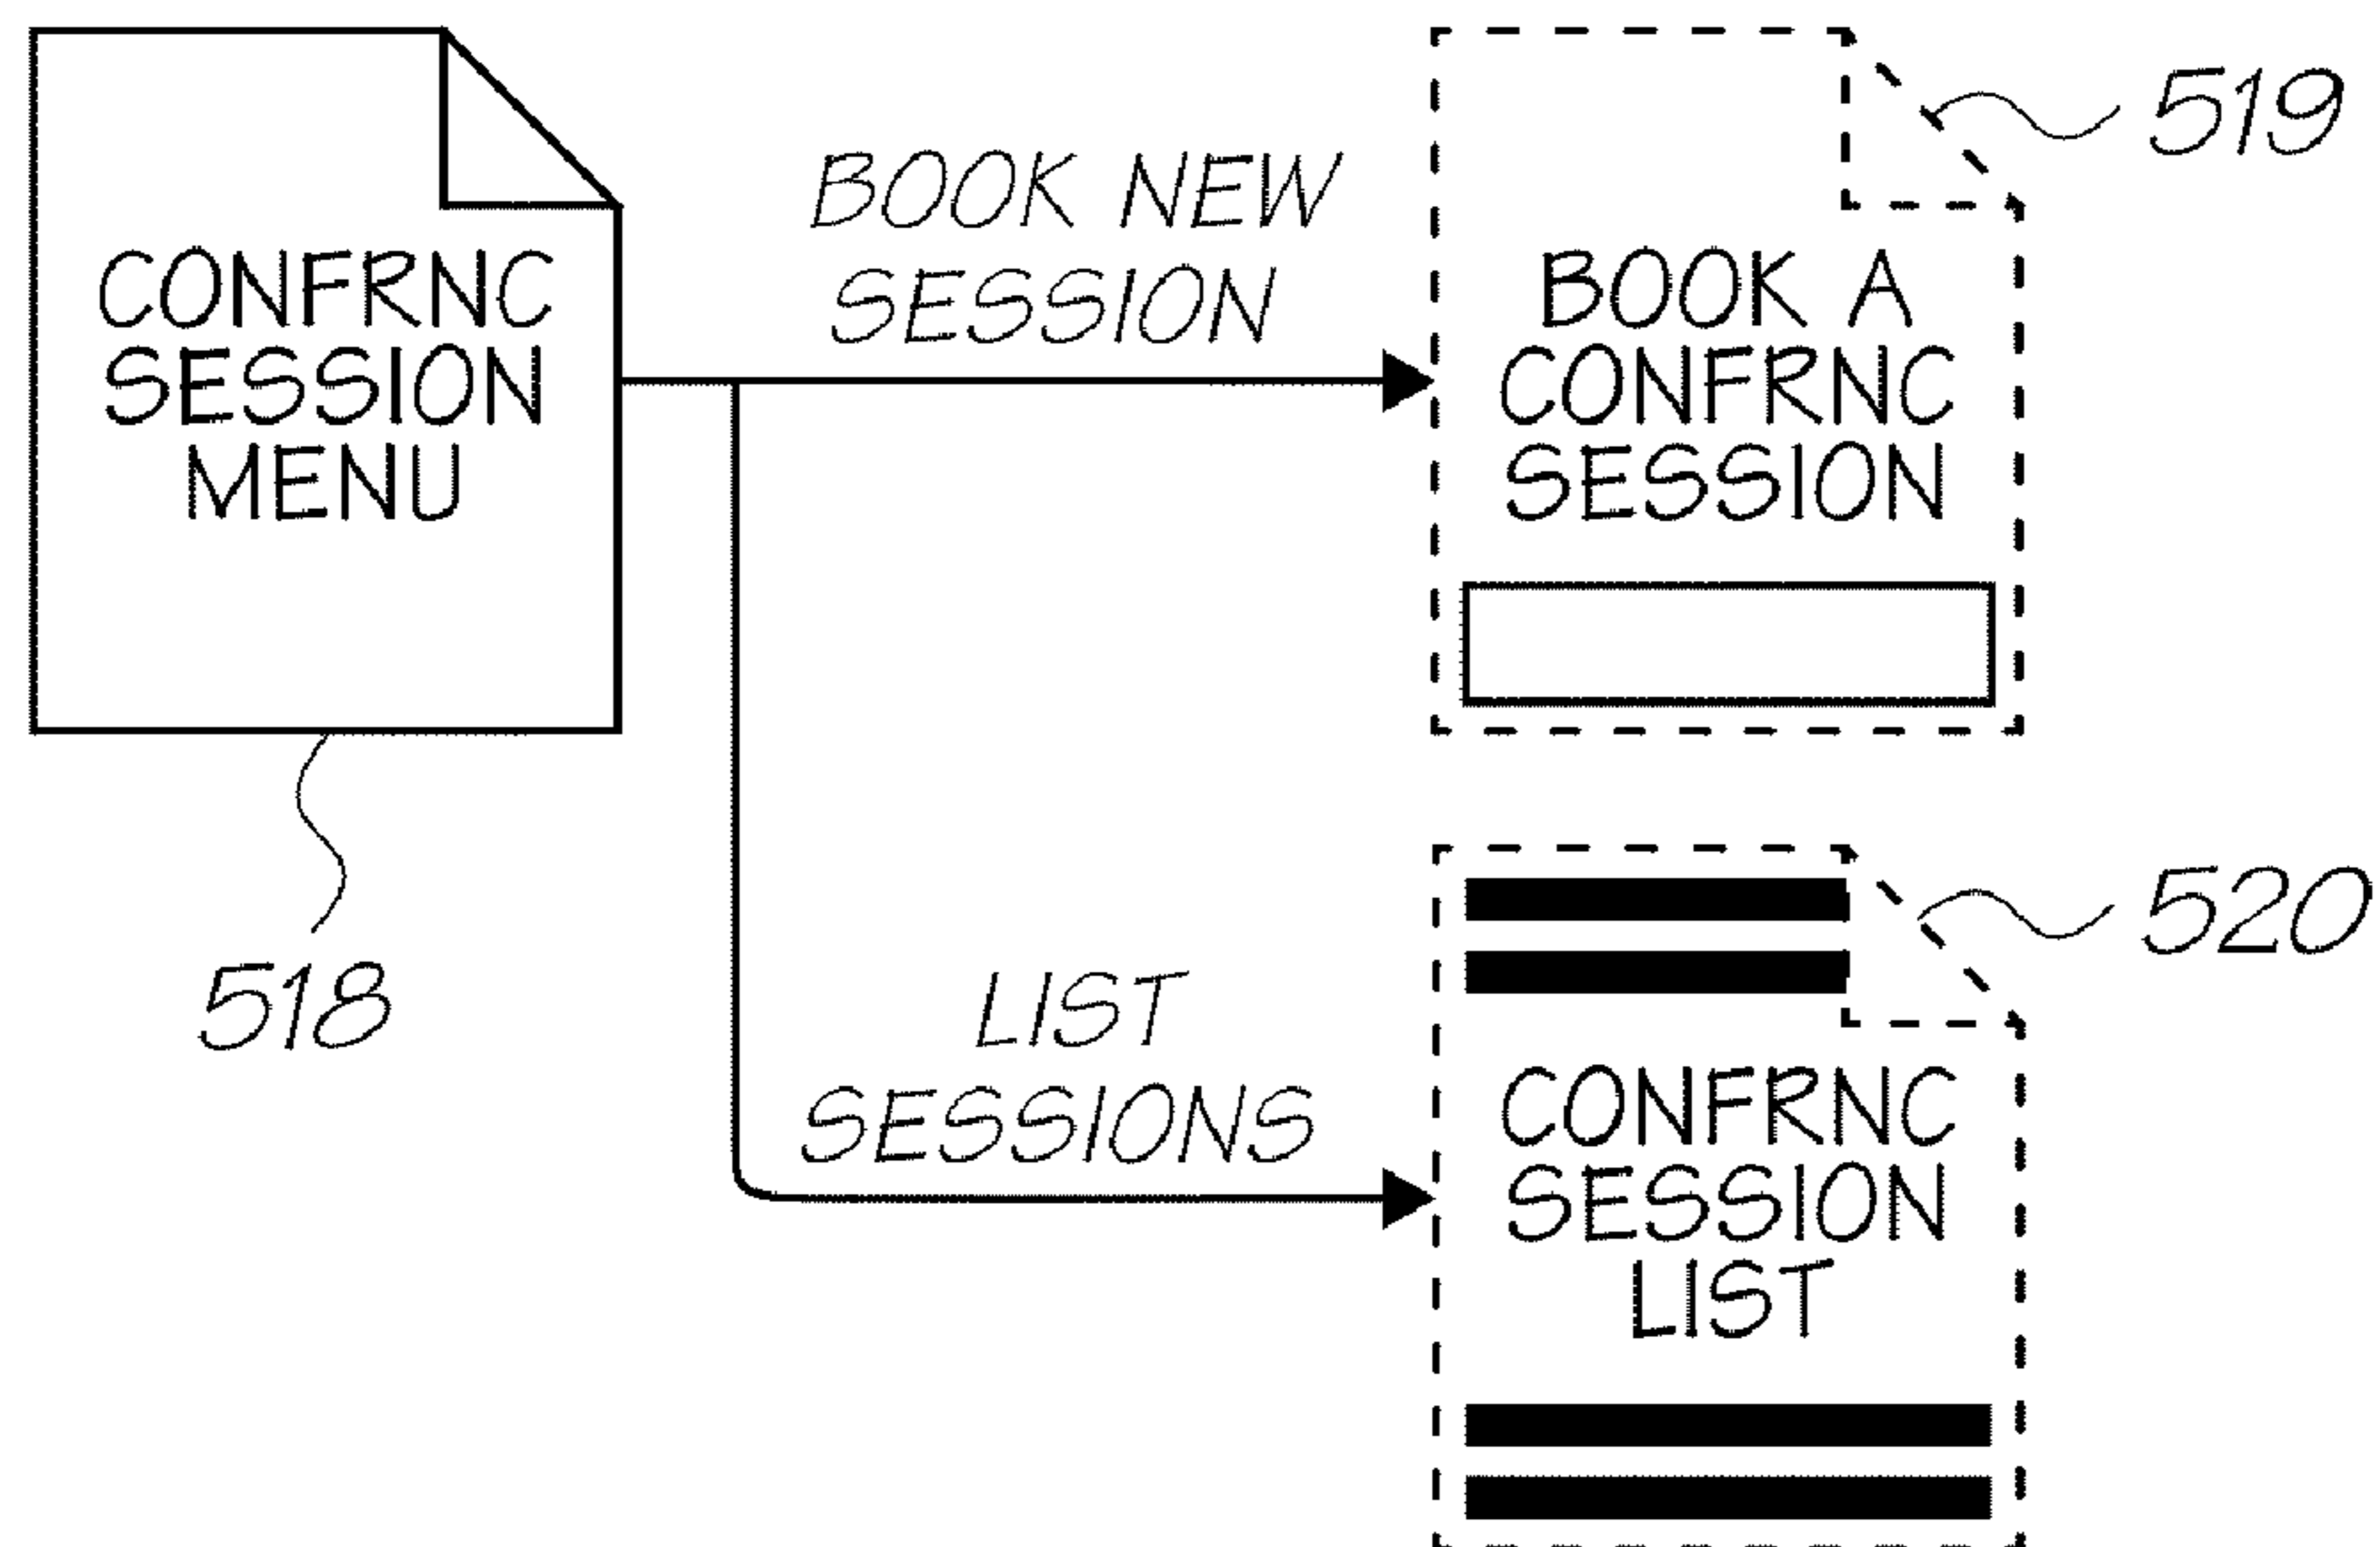 CONFRNC
SESSION
MENU
518
BOOK NEW
SESSION
BOOK A
CONFRNC
SESSION
519
LIST
SESSIONS
CONFRNC
SESSION
LIST
520